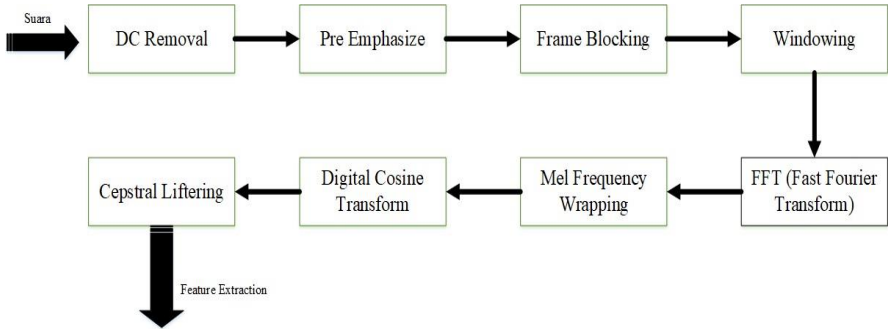 Suara
DC Removal
Pre Emphasize
Frame Blocking
Windowing
FFT (Fast Fourier
Transform)
Mel Frequency
Wrapping
Digital Cosine
Transform
Cepstral Liftering
Feature Extraction